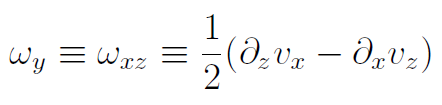 ω_y ≡ ω_{xz} ≡ \frac{1}{2}(∂_z v_x − ∂_x v_z)